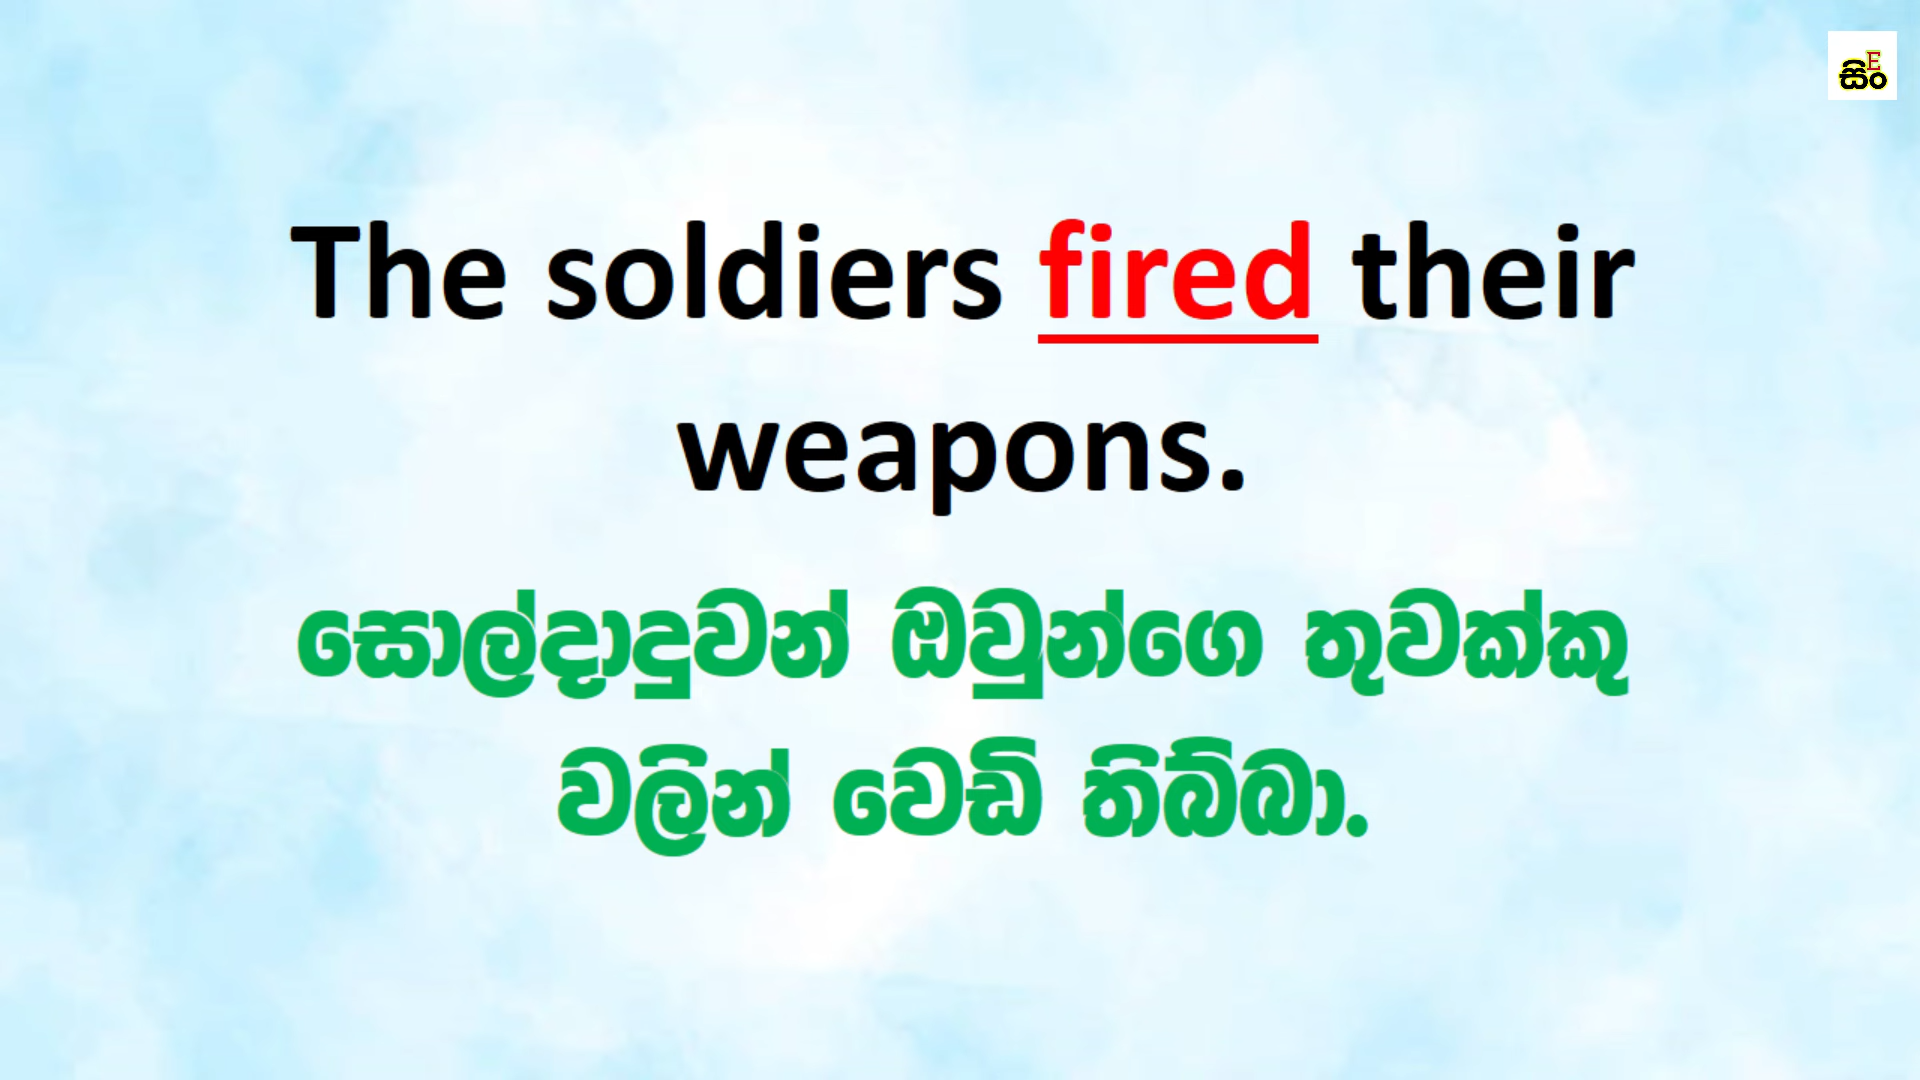 සිං
E
The soldiers fired their
weapons.
සොල්දාදුවන් ඔවුන්ගෙ තුවක්කු
වලින් වෙඩි තිබ්බා.